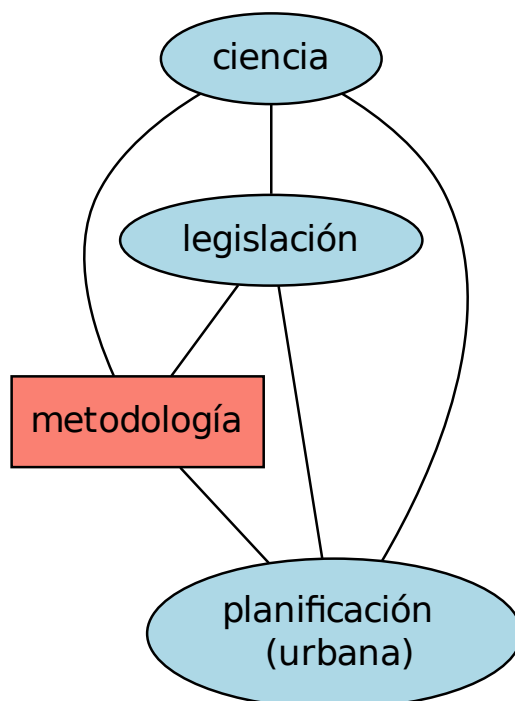 ciencia
legislación
metodología
planificación
(urbana)